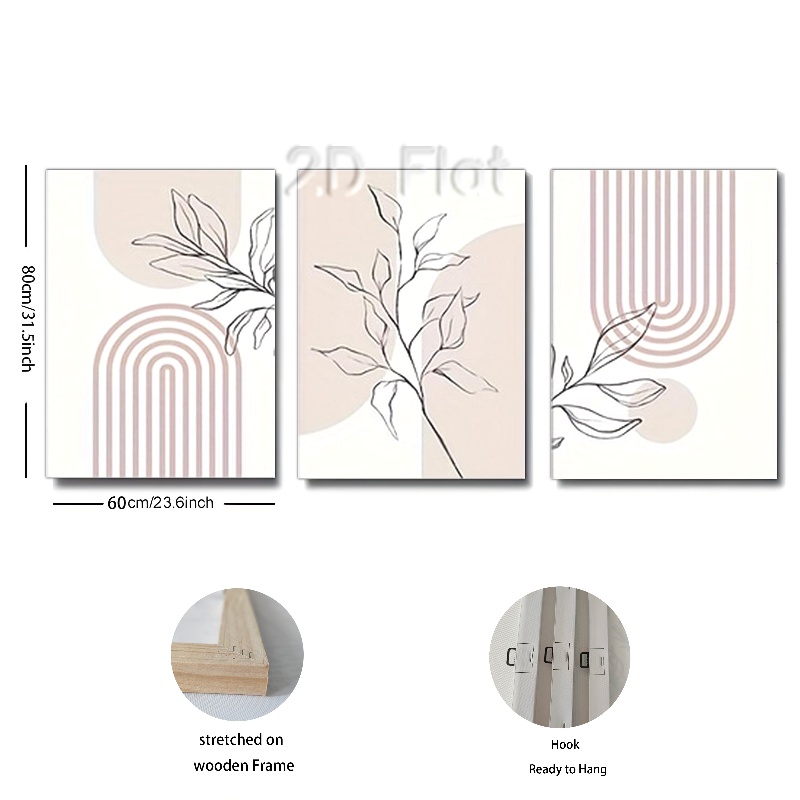 2D Flat
80cm/31.5inch
60cm/23.6inch
stretched on
wooden Frame
Hook
Ready to Hang